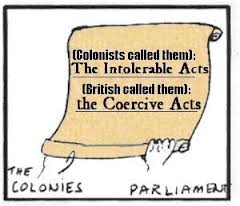 (Colonists called them):
The Intolerable Acts
(British called them):
the Coercive Acts
THE
COLONIES
PARLIAMENT